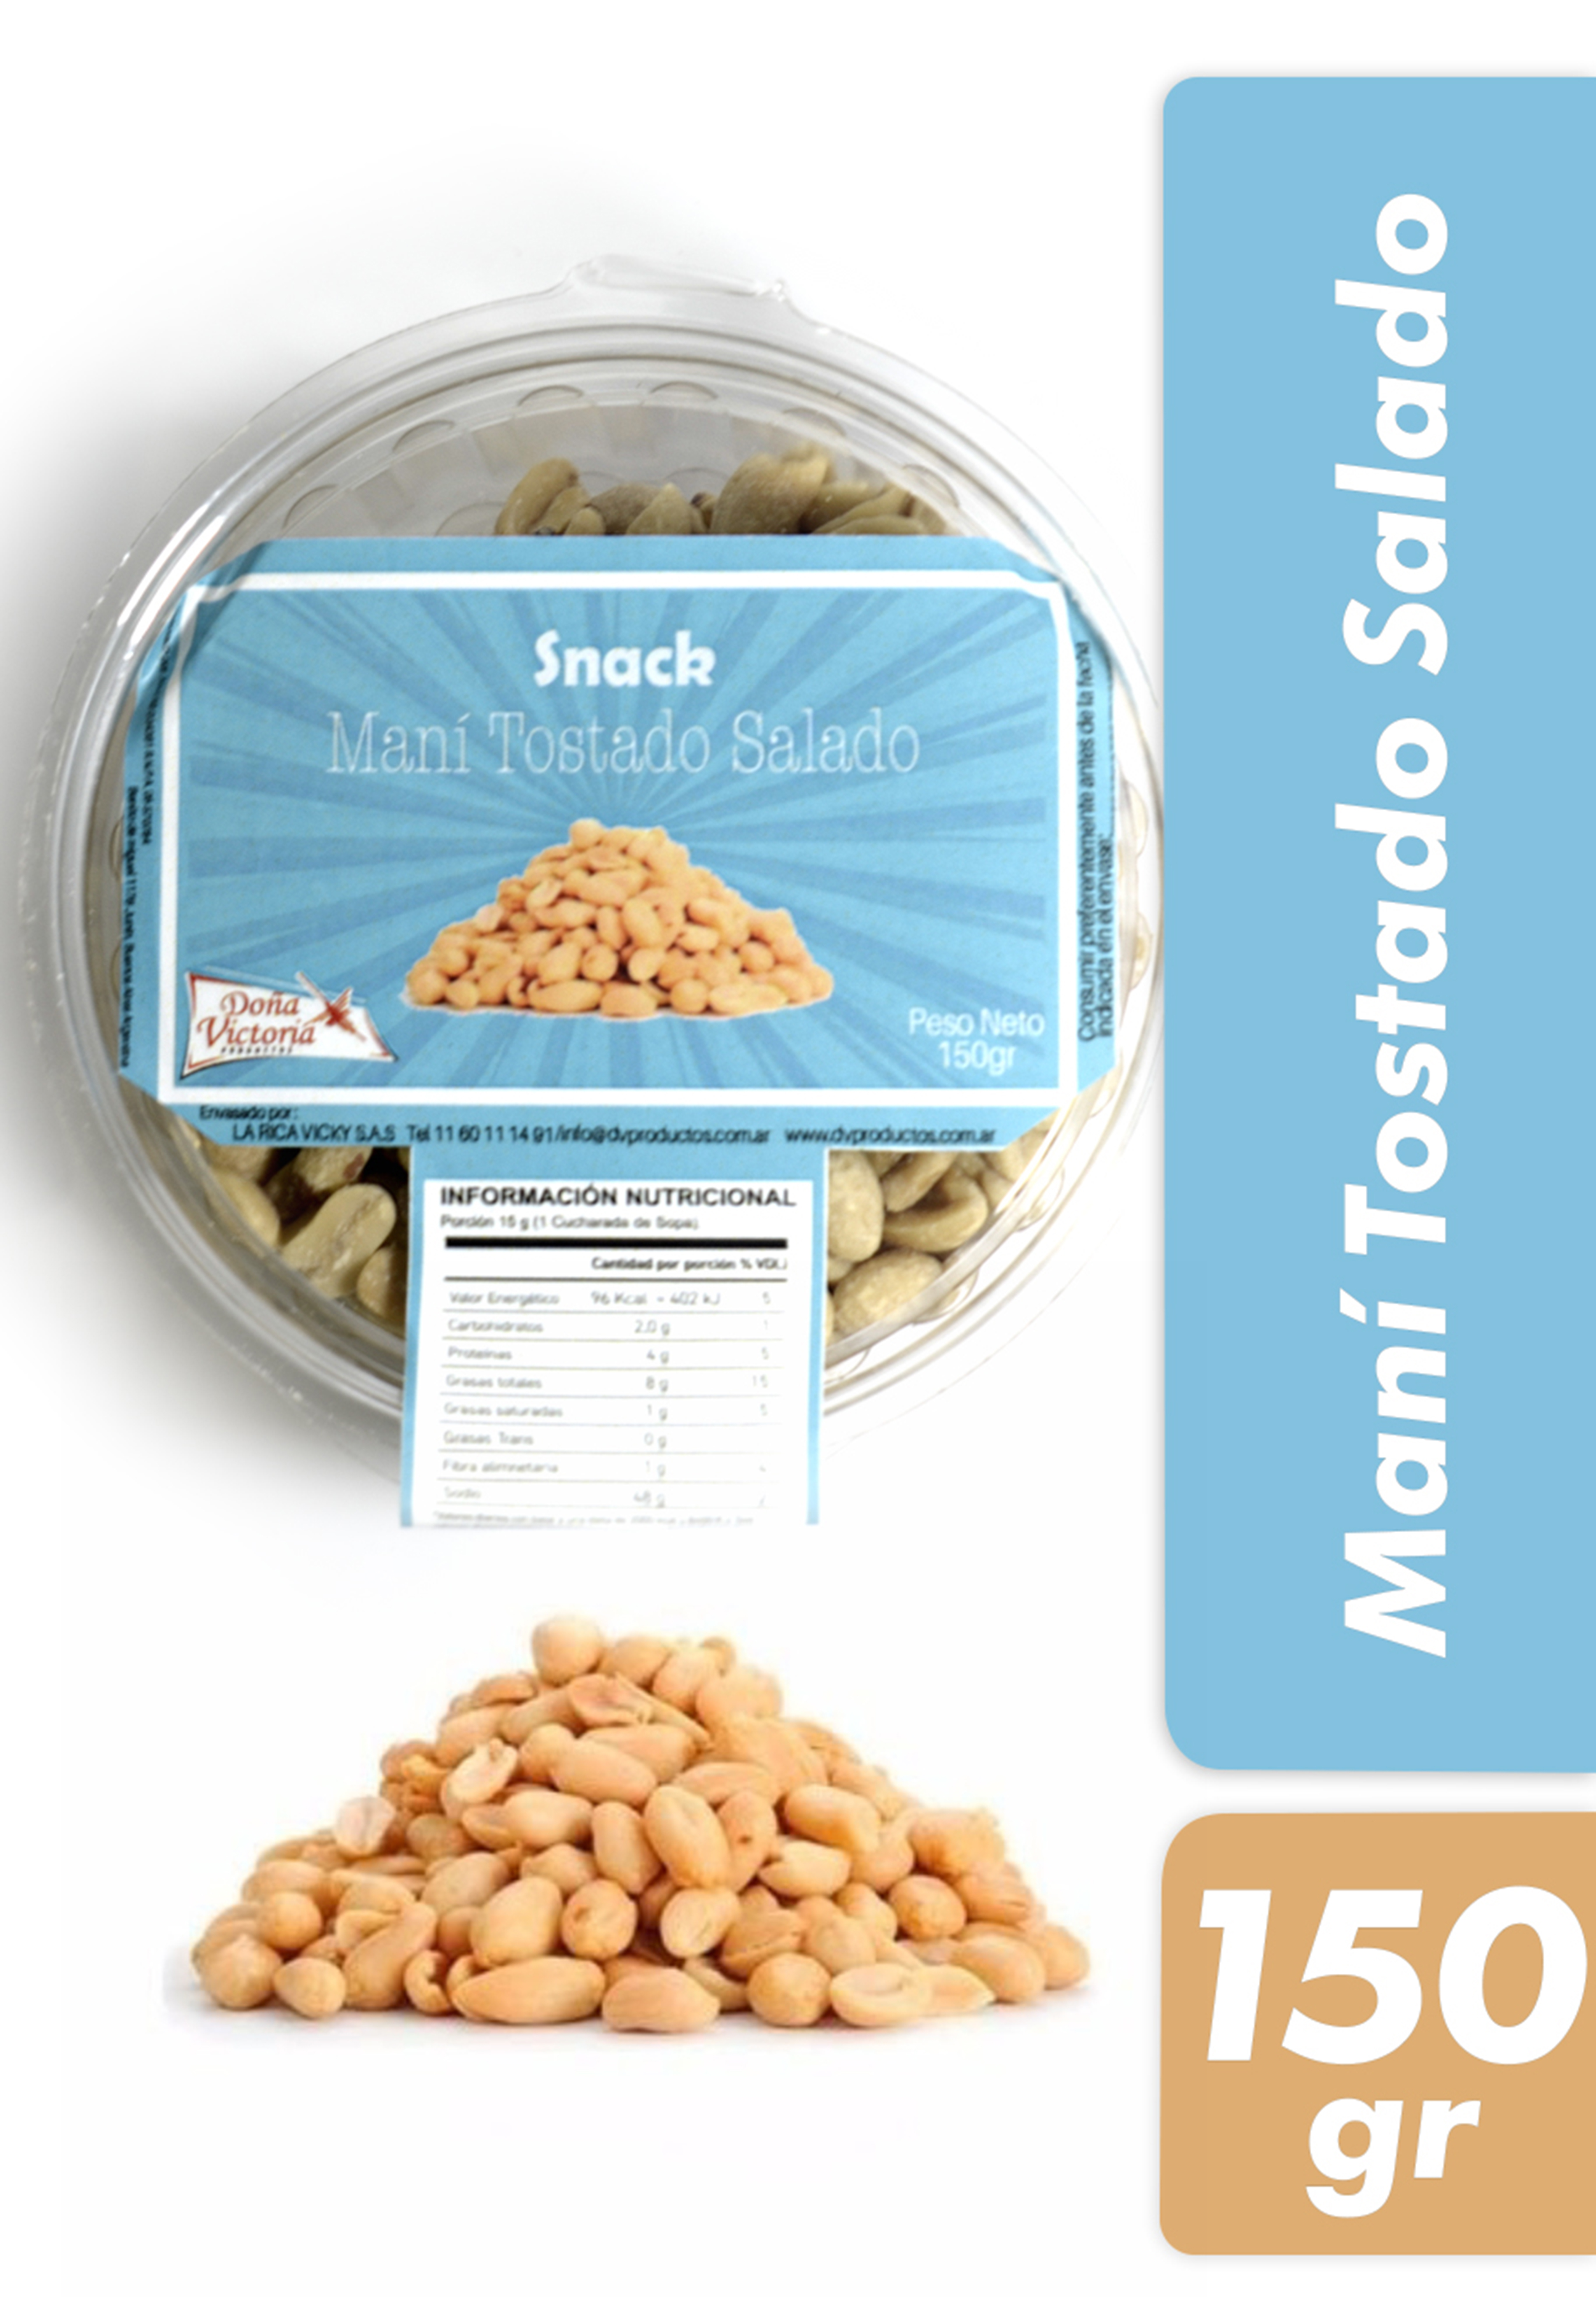 Snack
Maní Tostado Salado
Doña
Victoria
PRODUCTOS
Peso Neto
150gr
Consumir preferentemente antes de la fecha
indicada en el envase:
Envasado por:
LA RICA VICKY S.A.S Tel 11 60 11 14 91/info@dvproductos.com.ar www.dvproductos.com.ar
INFORMACIÓN NUTRICIONAL
Porción 15 g (1 Cucharada de Sopa)
Cantidad por porción % VD(.)
Valor Energético 96 Kcal - 402 kJ 5
Carbohidratos 2,0 g 1
Proteínas 4 g 5
Grasas totales 8 g 15
Grasas saturadas 1 g 5
Grasas Trans 0 g
Fibra alimnetaria 1 g
Sodio 48 g
Maní Tostado Salado
150
gr